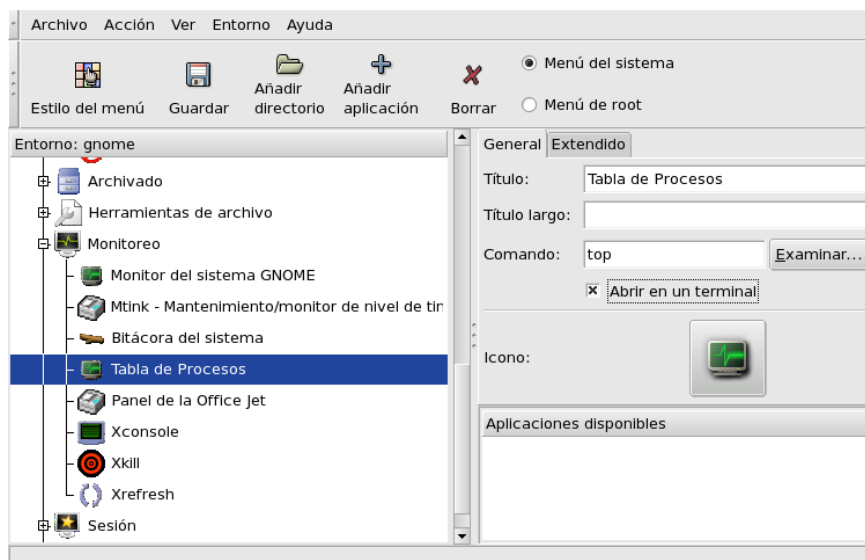 Archivo Acción Ver Entorno Ayuda
Estilo del menú
Guardar
Añadir
directorio
Añadir
aplicación
Borrar
Menú del sistema
Menú de root
Entorno: gnome
Archivado
Herramientas de archivo
Monitoreo
Monitor del sistema GNOME
Mtink - Mantenimiento/monitor de nivel de tin
Bitácora del sistema
Tabla de Procesos
Panel de la Office Jet
Xconsole
Xkill
Xrefresh
Sesión
General Extendido
Título: Tabla de Procesos
Título largo:
Comando: top Examinar...
Abrir en un terminal
Icono:
Aplicaciones disponibles